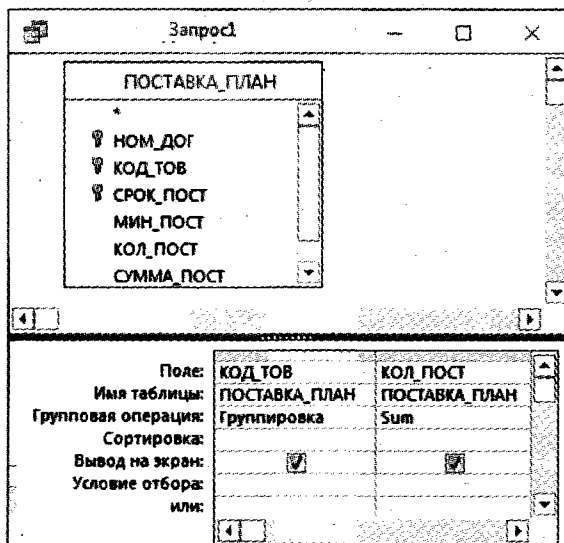 Запрос1
ПОСТАВКА_ПЛАН
*
НОМ_ДОГ
КОД_ТОВ
СРОК_ПОСТ
МИН_ПОСТ
КОЛ_ПОСТ
СУММА_ПОСТ
Поле: КОД_ТОВ КОЛ_ПОСТ
Имя таблицы: ПОСТАВКА_ПЛАН ПОСТАВКА_ПЛАН
Групповая операция: Группировка Sum
Сортировка:
Вывод на экран:
Условие отбора:
или: